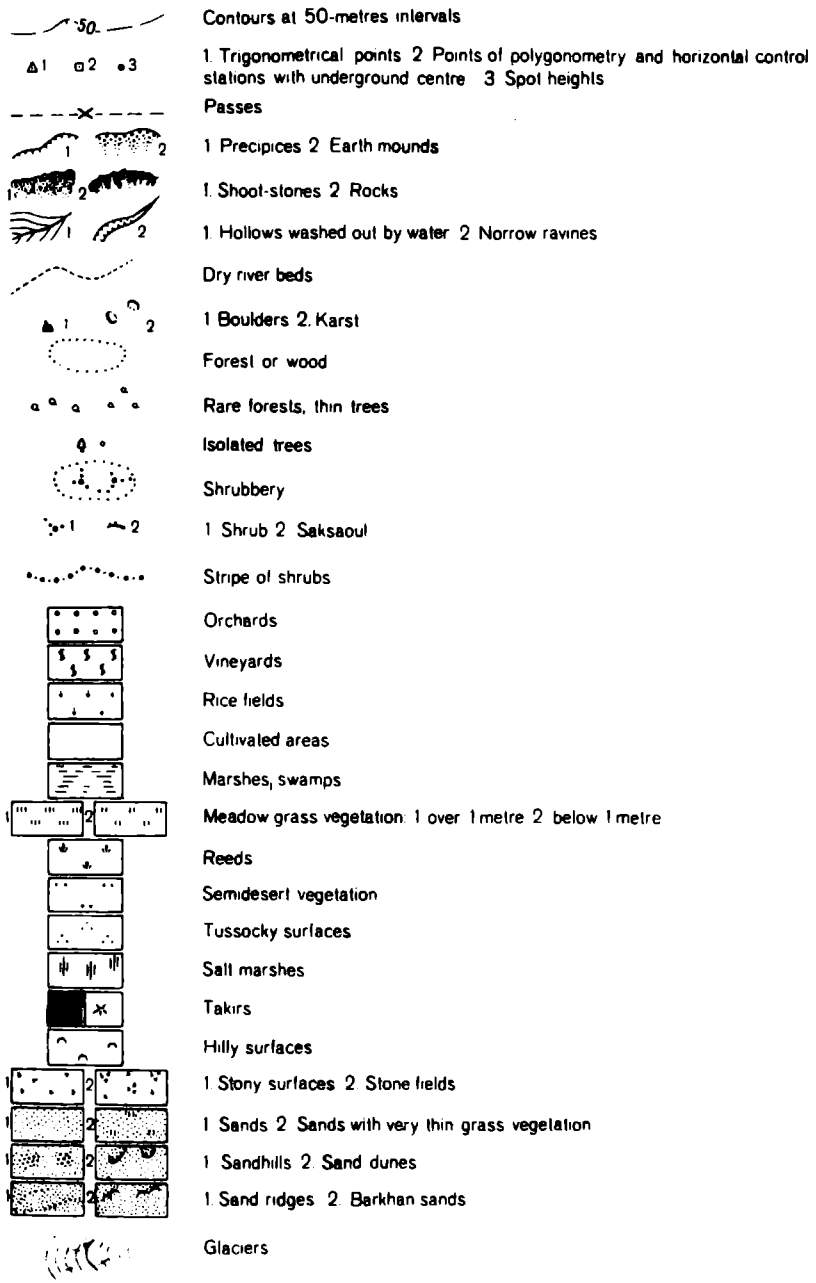 50 Contours at 50-metres intervals
1 2 3 1. Trigonometrical points 2 Points of polygonometry and horizontal control
stations with underground centre 3 Spot heights
Passes
1 2 1 Precipices 2 Earth mounds
1 2 1. Shoot-stones 2 Rocks
1 2 1. Hollows washed out by water 2 Norrow ravines
Dry river beds
1 2 1 Boulders 2. Karst
Forest or wood
Rare forests, thin trees
Isolated trees
Shrubbery
1 2 1 Shrub 2 Saksaoul
Stripe of shrubs
Orchards
Vineyards
Rice fields
Cultivated areas
Marshes, swamps
1 2 Meadow grass vegetation: 1 over 1 metre 2 below 1 metre
Reeds
Semidesert vegetation
Tussocky surfaces
Salt marshes
Takirs
Hilly surfaces
1 2 1. Stony surfaces 2. Stone fields
1 2 1 Sands 2 Sands with very thin grass vegetation
1 2 1 Sandhills 2. Sand dunes
1 2 1. Sand ridges 2. Barkhan sands
Glaciers